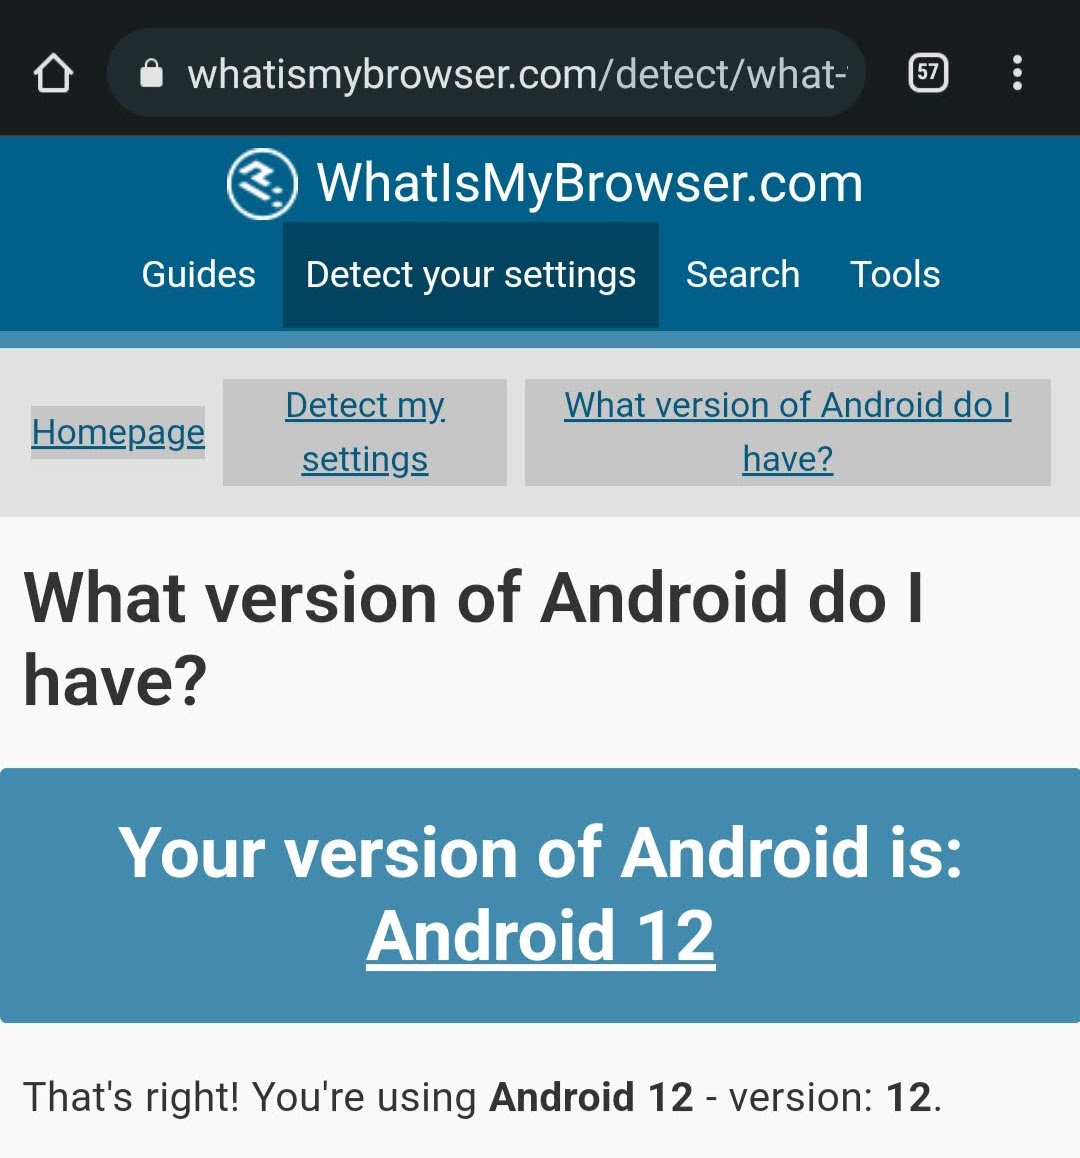 whatismybrowser.com/detect/what-
57
WhatIsMyBrowser.com
Guides Detect your settings Search Tools
Homepage
Detect my
settings
What version of Android do I
have?
What version of Android do I
have?
Your version of Android is:
Android 12
That's right! You're using Android 12 - version: 12.